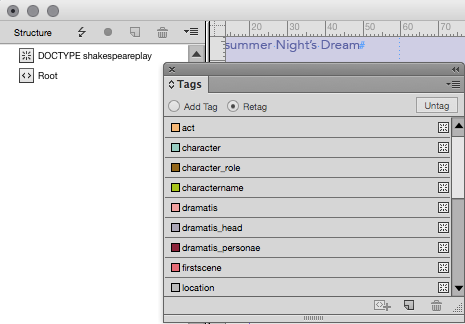 Structure
20 30 40 50 60 70
DOCTYPE shakespeareplay
Root
summer Night's Dream#
Tags
Add Tag Retag Untag
act
character
character_role
charactername
dramatis
dramatis_head
dramatis_personae
firstscene
location